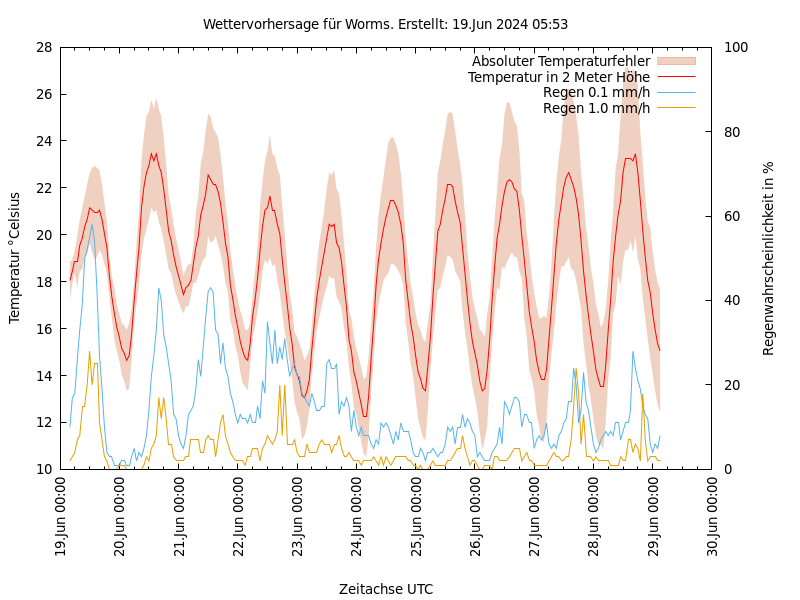 Wettervorhersage für Worms. Erstellt: 19.Jun 2024 05:53
Absoluter Temperaturfehler
Temperatur in 2 Meter Höhe
Regen 0.1 mm/h
Regen 1.0 mm/h
Temperatur °Celsius
28
26
24
22
20
18
16
14
12
10
Regenwahrscheinlichkeit in %
100
80
60
40
20
0
19.Jun 00:00
20.Jun 00:00
21.Jun 00:00
22.Jun 00:00
23.Jun 00:00
24.Jun 00:00
25.Jun 00:00
26.Jun 00:00
27.Jun 00:00
28.Jun 00:00
29.Jun 00:00
30.Jun 00:00
Zeitachse UTC